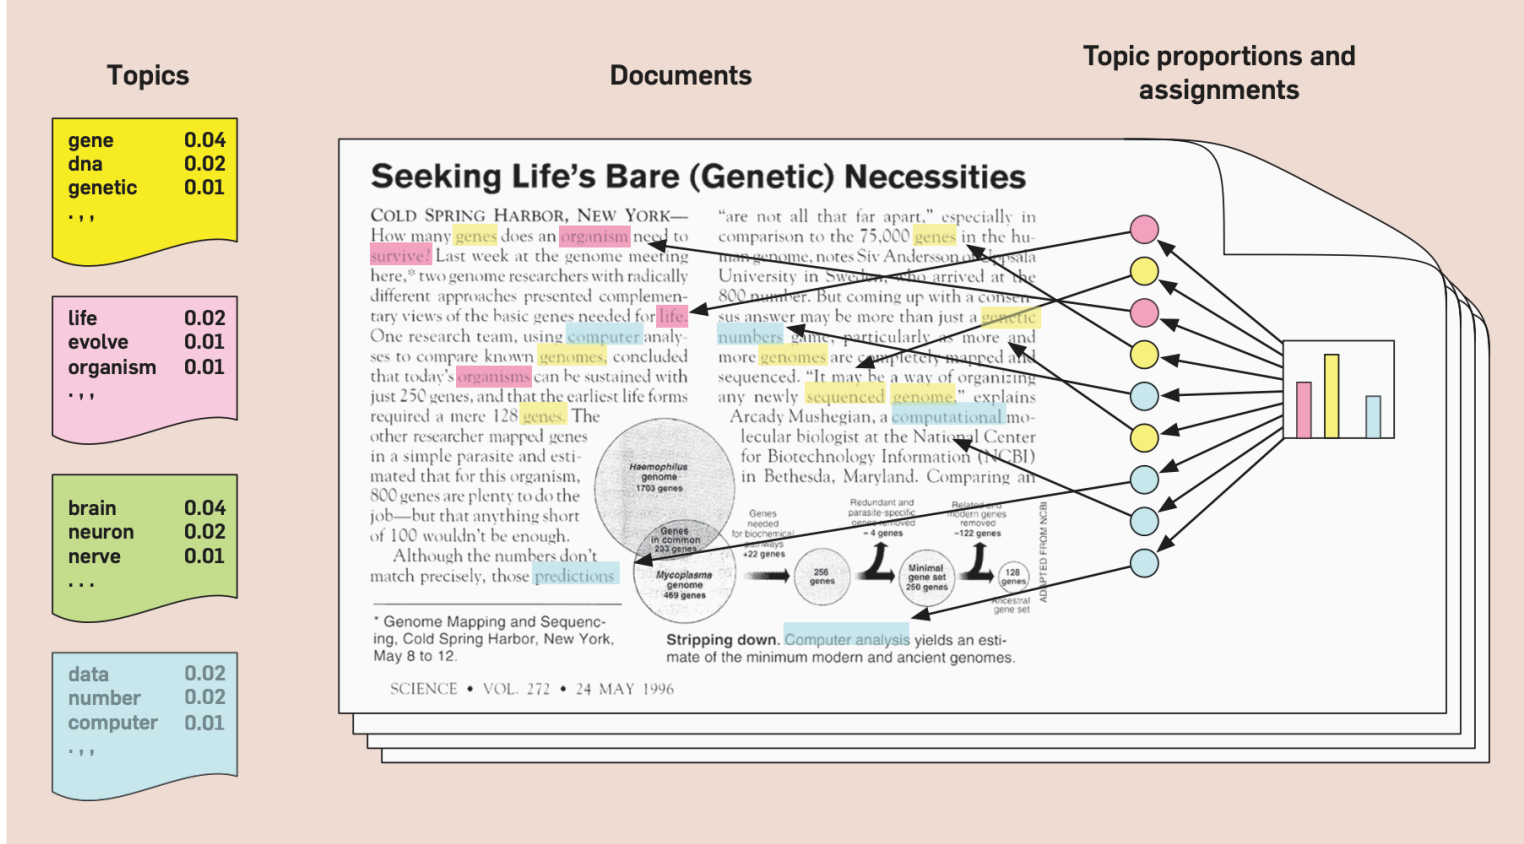 Topics
gene 0.04
dna 0.02
genetic 0.01
. , ,
life 0.02
evolve 0.01
organism 0.01
. , ,
brain 0.04
neuron 0.02
nerve 0.01
. . .
data 0.02
number 0.02
computer 0.01
. , ,
Documents
Seeking Life's Bare (Genetic) Necessities
COLD SPRING HARBOR, NEW YORK—
How many genes does an organism need to
survive? Last week at the genome meeting
here,* two genome researchers with radically
different approaches presented complemen-
tary views of the basic genes needed for life.
One research team, using computer analy-
ses to compare known genomes, concluded
that today's organisms can be sustained with
just 250 genes, and that the earliest life forms
required a mere 128 genes. The
other researcher mapped genes
in a simple parasite and esti-
mated that for this organism,
800 genes are plenty to do the
job—but that anything short
of 100 wouldn't be enough.
Although the numbers don't
match precisely, those predictions
* Genome Mapping and Sequenc-
ing, Cold Spring Harbor, New York,
May 8 to 12.
"are not all that far apart," especially in
comparison to the 75,000 genes in the hu-
man genome, notes Siv Andersson of Uppsala
University in Sweden, who arrived at the
800 number. But coming up with a consen-
sus answer may be more than just a genetic
numbers game, particularly as more and
more genomes are completely mapped and
sequenced. "It may be a way of organizing
any newly sequenced genome," explains
Arcady Mushegian, a computational mo-
lecular biologist at the National Center
for Biotechnology Information (NCBI)
in Bethesda, Maryland. Comparing an
Haemophilus
genome
1703 genes
Genes
in common
233 genes
Mycoplasma
genome
469 genes
Genes
needed
for biochemical
pathways
+22 genes
256
genes
Redundant and
parasite-specific
genes removed
– 4 genes
Minimal
gene set
250 genes
Related and
modern genes
removed
–122 genes
128
genes
Ancestral
gene set
ADAPTED FROM NCBI
Stripping down. Computer analysis yields an esti-
mate of the minimum modern and ancient genomes.
SCIENCE • VOL. 272 • 24 MAY 1996
Topic proportions and
assignments